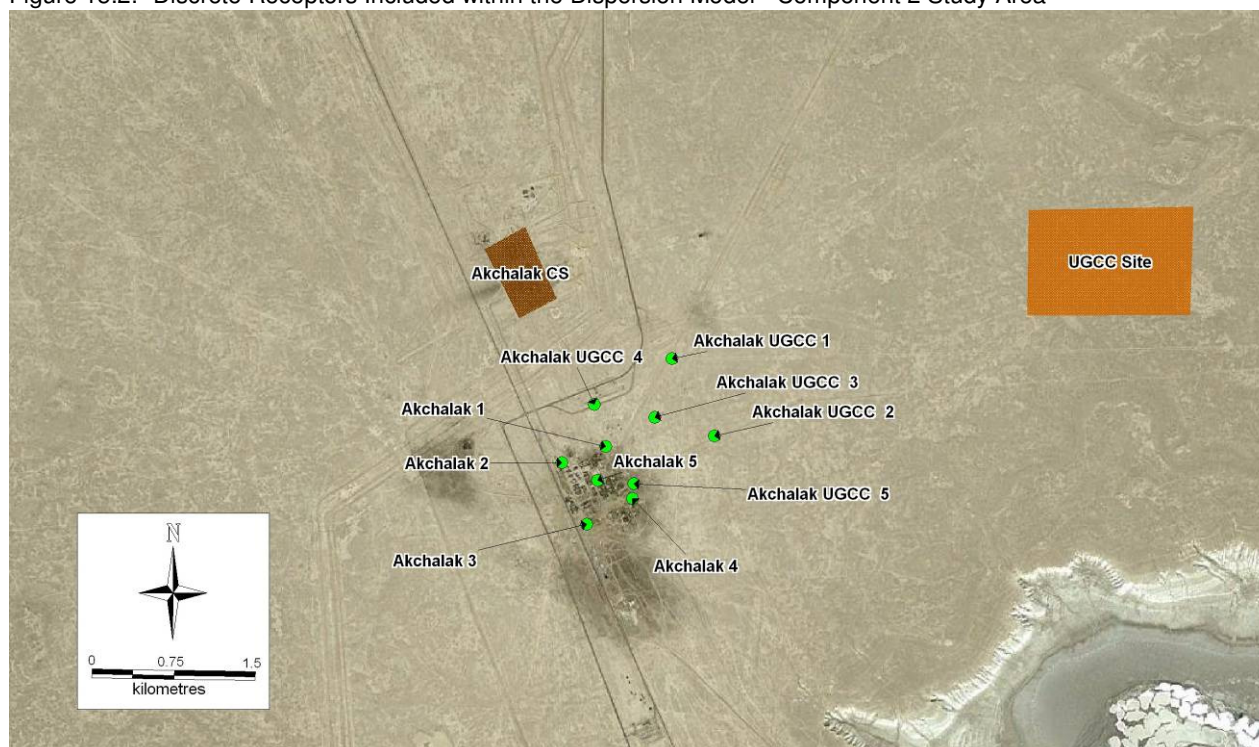 Figure 15.2: Discrete Receptors Included within the Dispersion Model - Component 2 Study Area
Akchalak CS
UGCC Site
Akchalak UGCC 1
Akchalak UGCC 4
Akchalak UGCC 3
Akchalak 1
Akchalak UGCC 2
Akchalak 2
Akchalak 5
Akchalak UGCC 5
Akchalak 3
Akchalak 4
N
0 0.75 1.5
kilometres